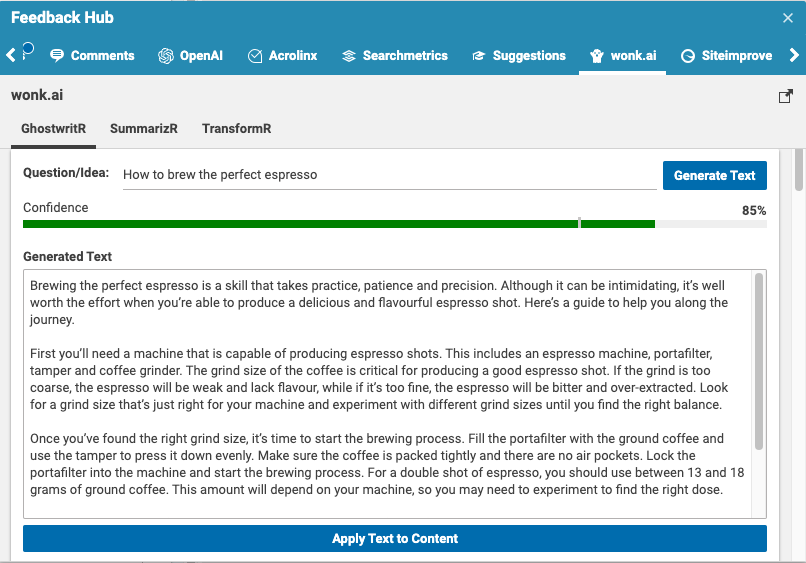 Feedback Hub
Comments OpenAI Acrolinx Searchmetrics Suggestions wonk.ai Siteimprove
wonk.ai
GhostwritR SummarizR TransformR
Question/Idea: How to brew the perfect espresso Generate Text
Confidence 85%
Generated Text
Brewing the perfect espresso is a skill that takes practice, patience and precision. Although it can be intimidating, it's well
worth the effort when you're able to produce a delicious and flavourful espresso shot. Here's a guide to help you along the
journey.
First you'll need a machine that is capable of producing espresso shots. This includes an espresso machine, portafilter,
tamper and coffee grinder. The grind size of the coffee is critical for producing a good espresso shot. If the grind is too
coarse, the espresso will be weak and lack flavour, while if it's too fine, the espresso will be bitter and over-extracted. Look
for a grind size that's just right for your machine and experiment with different grind sizes until you find the right balance.
Once you've found the right grind size, it's time to start the brewing process. Fill the portafilter with the ground coffee and
use the tamper to press it down evenly. Make sure the coffee is packed tightly and there are no air pockets. Lock the
portafilter into the machine and start the brewing process. For a double shot of espresso, you should use between 13 and 18
grams of ground coffee. This amount will depend on your machine, so you may need to experiment to find the right dose.
Apply Text to Content